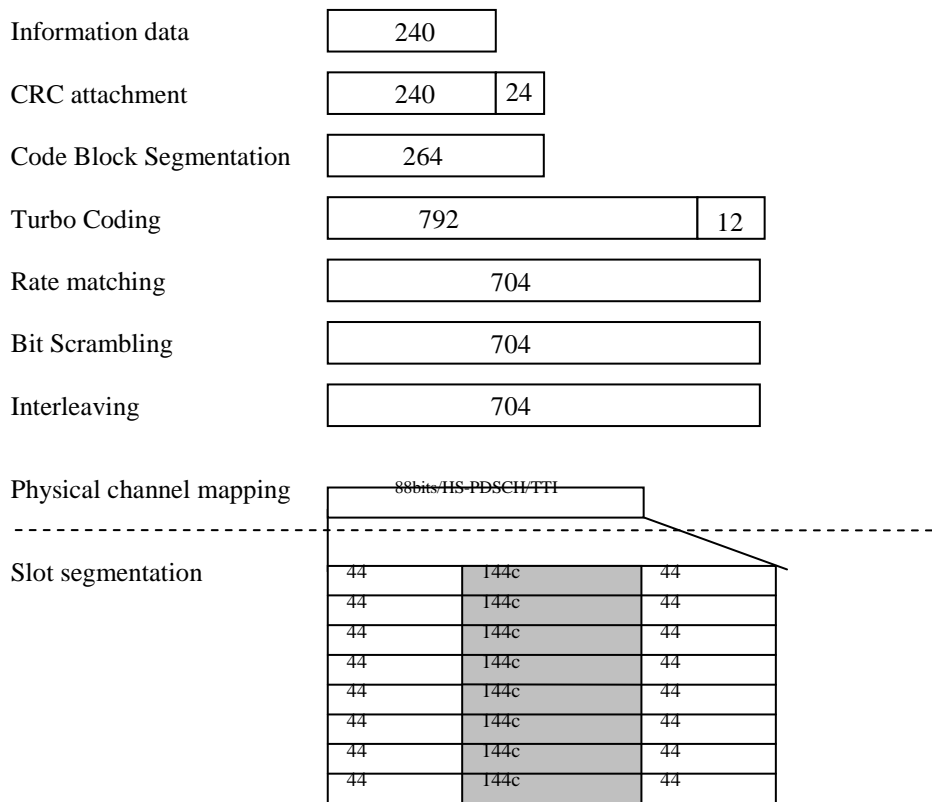 Information data 240
CRC attachment 240 24
Code Block Segmentation 264
Turbo Coding 792 12
Rate matching 704
Bit Scrambling 704
Interleaving 704
Physical channel mapping 88bits/HS-PDSCH/TTI
Slot segmentation
44 144c 44
44 144c 44
44 144c 44
44 144c 44
44 144c 44
44 144c 44
44 144c 44
44 144c 44